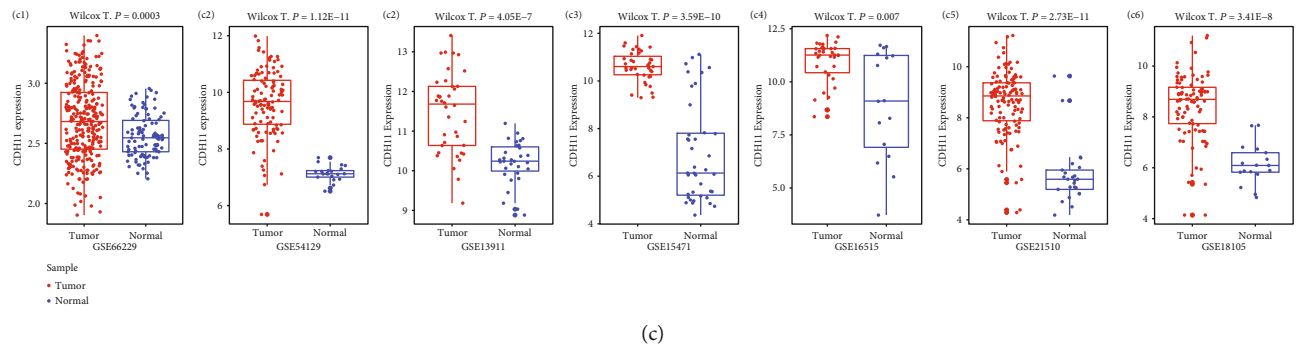 (c1) Wilcox T. P = 0.0003
CDH11 expression
3.0
2.5
2.0
Tumor Normal
GSE66229
(c2) Wilcox T. P = 1.12E−11
CDH11 expression
12
10
8
6
Tumor Normal
GSE54129
(c2) Wilcox T. P = 4.05E−7
CDH11 Expression
13
12
11
10
9
Tumor Normal
GSE13911
(c3) Wilcox T. P = 3.59E−10
CDH11 Expression
12
10
8
6
4
Tumor Normal
GSE15471
(c4) Wilcox T. P = 0.007
CDH11 Expression
12.5
10.0
7.5
5.0
Tumor Normal
GSE16515
(c5) Wilcox T. P = 2.73E−11
CDH11 Expression
10
8
6
4
Tumor Normal
GSE21510
(c6) Wilcox T. P = 3.41E−8
CDH11 Expression
10
8
6
4
Tumor Normal
GSE18105
Sample
Tumor
Normal
(c)